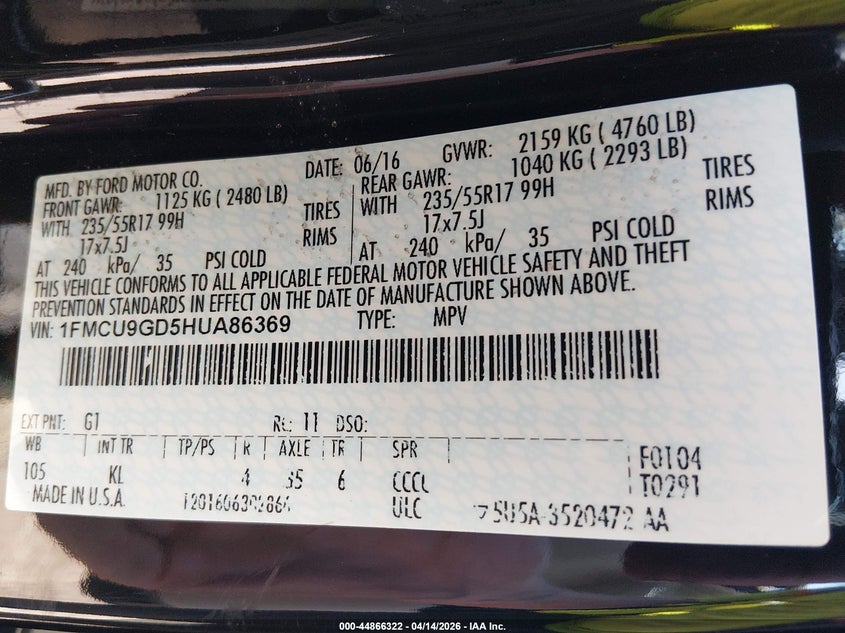 MFD. BY FORD MOTOR CO. DATE: 06/16 GVWR: 2159 KG ( 4760 LB)
FRONT GAWR: 1125 KG ( 2480 LB) REAR GAWR: 1040 KG ( 2293 LB)
WITH 235/55R17 99H TIRES WITH 235/55R17 99H TIRES
17x7.5J RIMS 17x7.5J RIMS
AT 240 kPa/ 35 PSI COLD AT 240 kPa/ 35 PSI COLD
THIS VEHICLE CONFORMS TO ALL APPLICABLE FEDERAL MOTOR VEHICLE SAFETY AND THEFT
PREVENTION STANDARDS IN EFFECT ON THE DATE OF MANUFACTURE SHOWN ABOVE.
VIN: 1FMCU9GD5HUA86369 TYPE: MPV
EXT PNT: G1 RC: 11 DSO:
WB INT TR TP/PS R AXLE TR SPR
105 KL 4 35 6 F0104
MADE IN U.S.A. ULC T0291
000-44866322 - 04/14/2026 - IAA Inc.